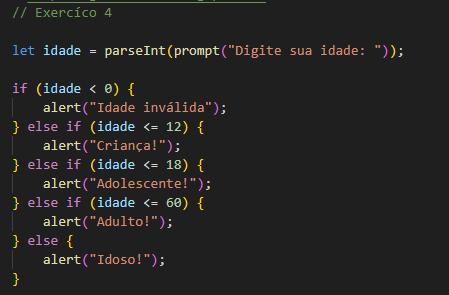 // Exercíco 4
let idade = parseInt(prompt("Digite sua idade: "));
if (idade < 0) {
    alert("Idade inválida");
} else if (idade <= 12) {
    alert("Criança!");
} else if (idade <= 18) {
    alert("Adolescente!");
} else if (idade <= 60) {
    alert("Adulto!");
} else {
    alert("Idoso!");
}